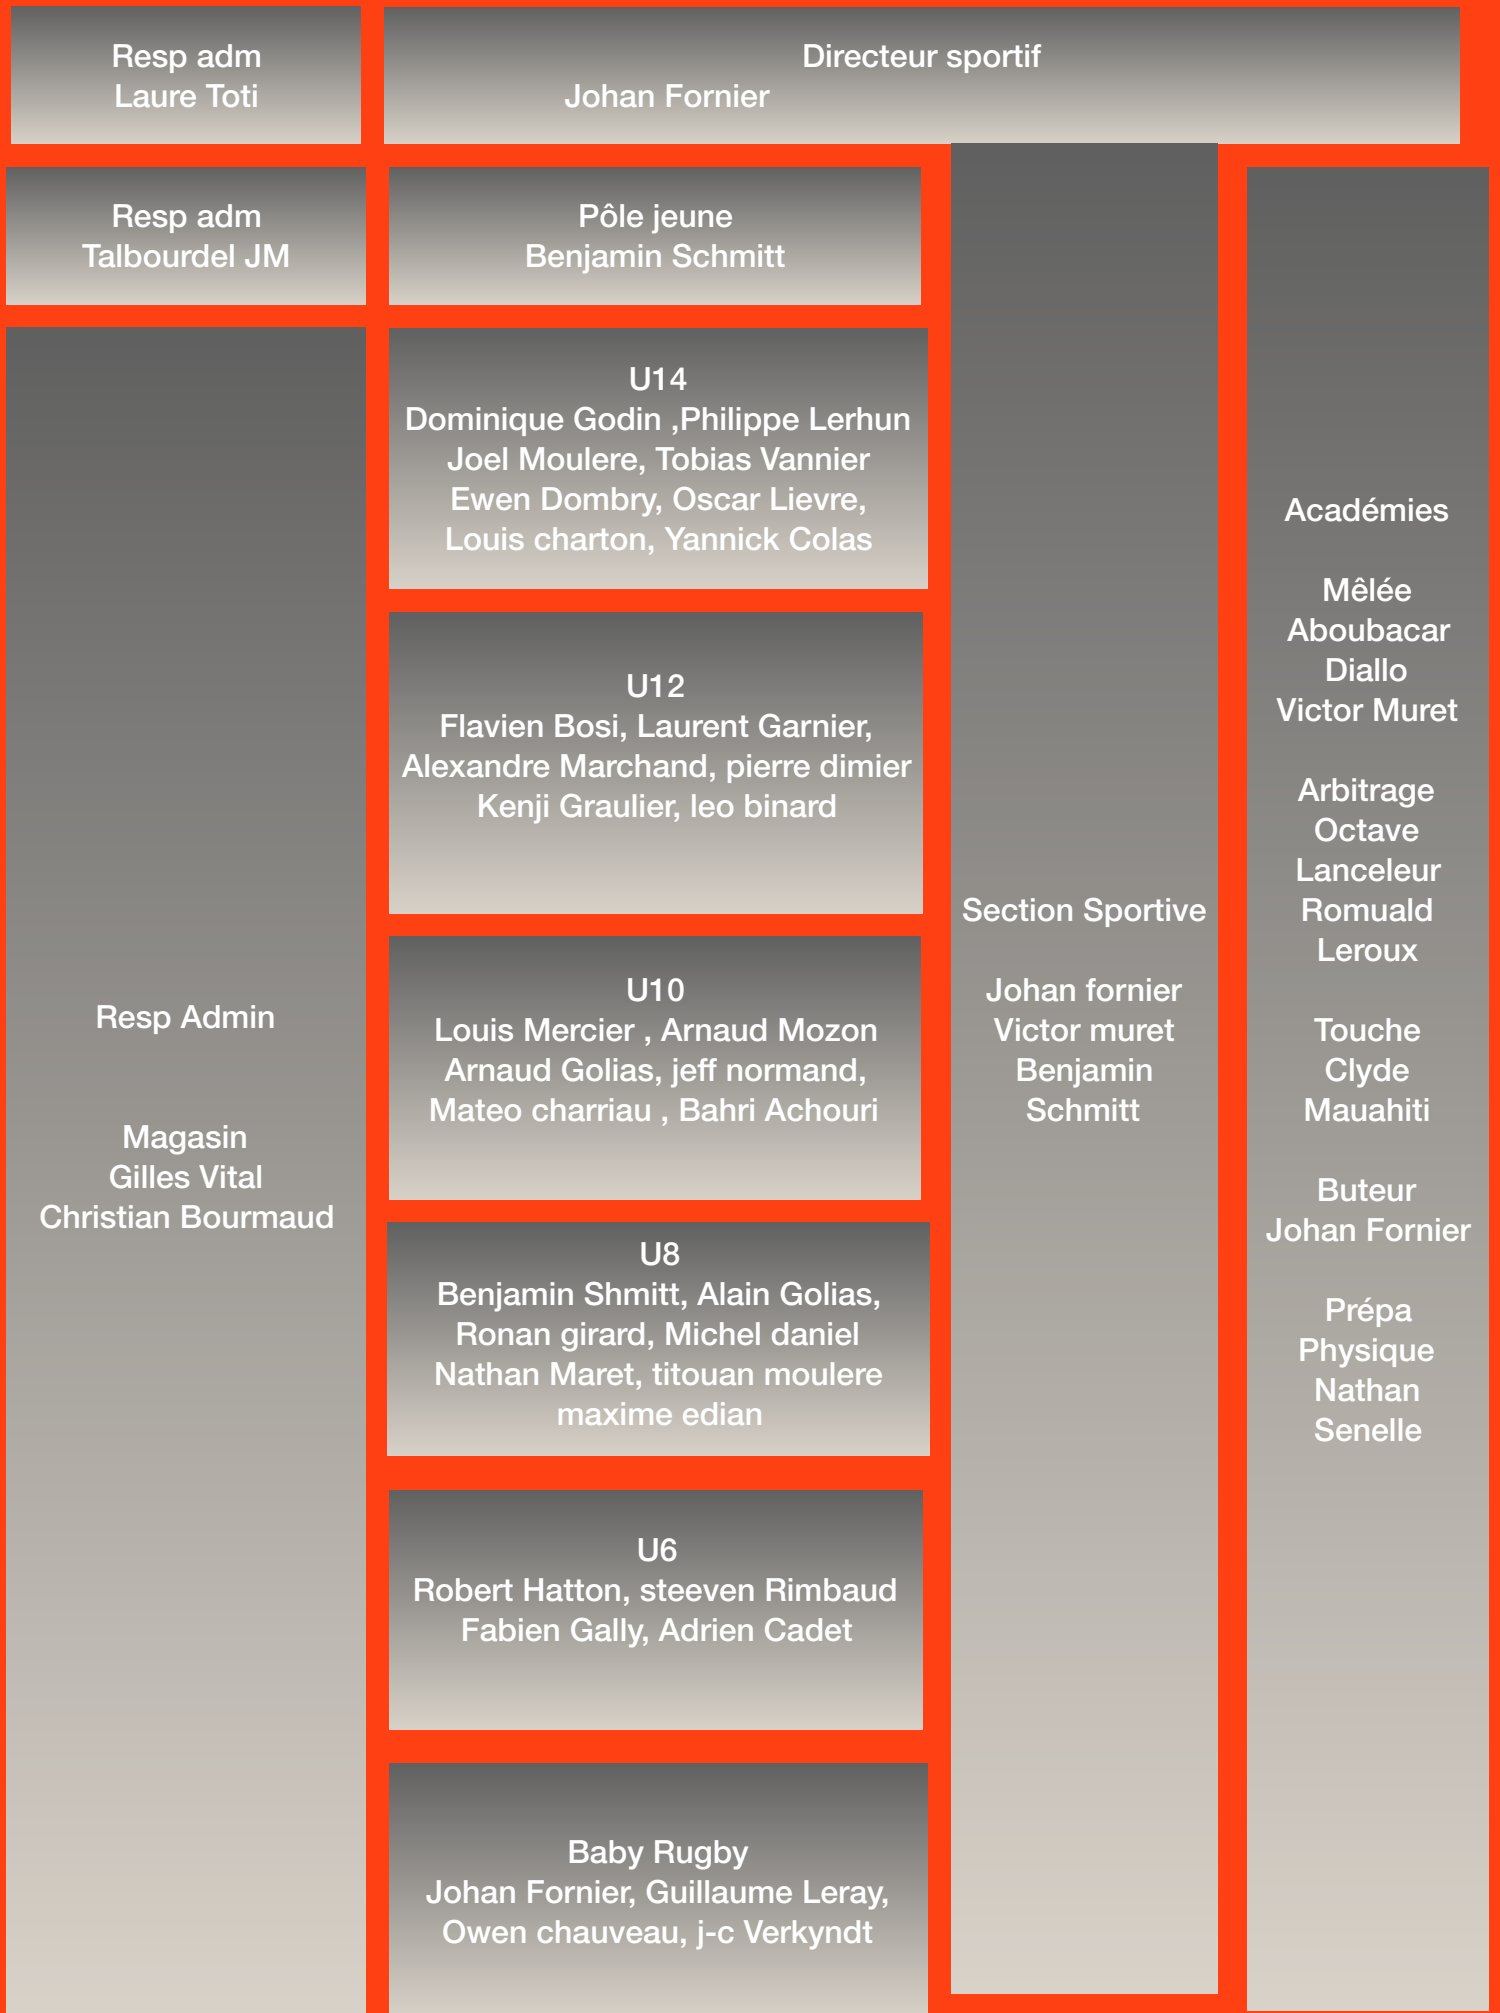 Resp adm
Laure Toti
Directeur sportif
Johan Fornier
Resp adm
Talbourdel JM
Pôle jeune
Benjamin Schmitt
U14
Dominique Godin ,Philippe Lerhun
Joel Moulere, Tobias Vannier
Ewen Dombry, Oscar Lievre,
Louis charton, Yannick Colas
U12
Flavien Bosi, Laurent Garnier,
Alexandre Marchand, pierre dimier
Kenji Graulier, leo binard
U10
Louis Mercier , Arnaud Mozon
Arnaud Golias, jeff normand,
Mateo charriau , Bahri Achouri
U8
Benjamin Shmitt, Alain Golias,
Ronan girard, Michel daniel
Nathan Maret, titouan moulere
maxime edian
U6
Robert Hatton, steeven Rimbaud
Fabien Gally, Adrien Cadet
Baby Rugby
Johan Fornier, Guillaume Leray,
Owen chauveau, j-c Verkyndt
Resp Admin
Magasin
Gilles Vital
Christian Bourmaud
Section Sportive
Johan fornier
Victor muret
Benjamin
Schmitt
Académies
Mêlée
Aboubacar
Diallo
Victor Muret
Arbitrage
Octave
Lanceleur
Romuald
Leroux
Touche
Clyde
Mauahiti
Buteur
Johan Fornier
Prépa
Physique
Nathan
Senelle